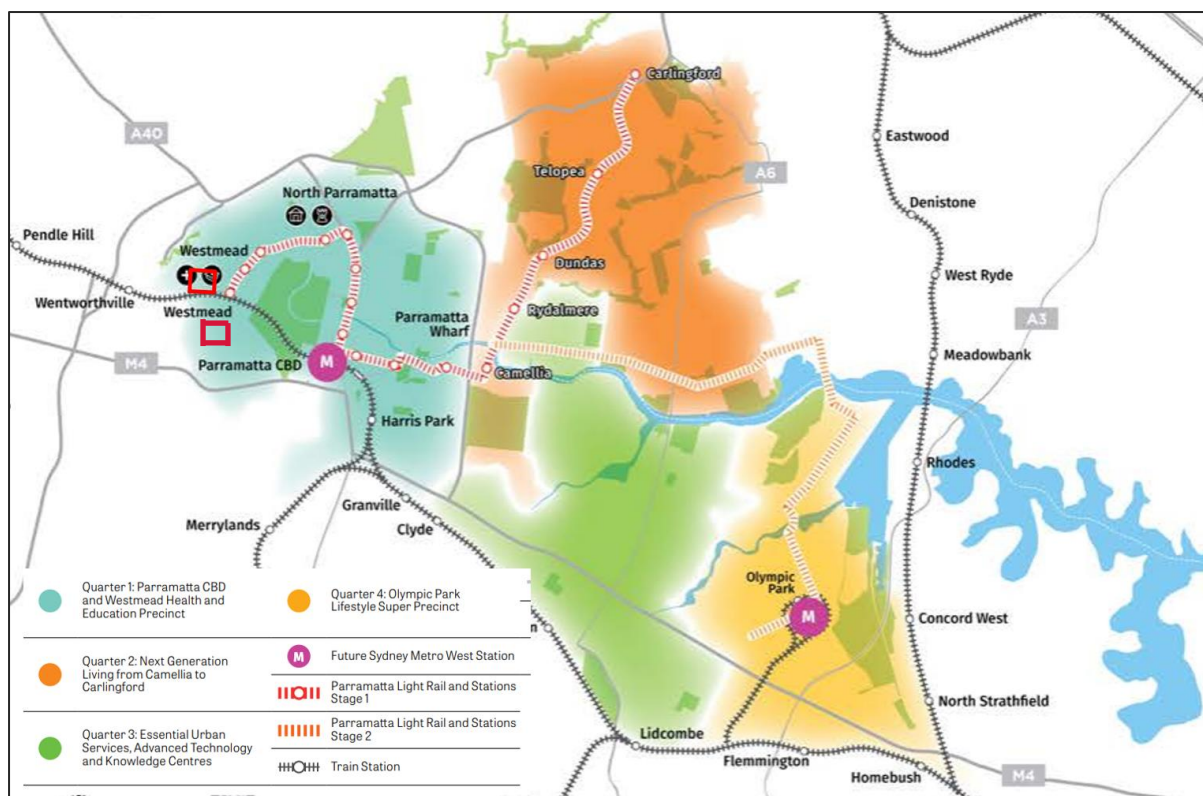 Carlingford
A40
Eastwood
Telopea
A6
North Parramatta
Denistone
Pendle Hill
Westmead
Dundas
West Ryde
Wentworthville
Westmead
Rydalmere
Parramatta
Wharf
A3
M4
Parramatta CBD
M
Camellia
Meadowbank
Harris Park
Rhodes
Granville
Merrylands
Clyde
Olympic
Park
M
Concord West
North Strathfield
Lidcombe
Flemmington
Homebush
M4
Quarter 1: Parramatta CBD
and Westmead Health and
Education Precinct
Quarter 2: Next Generation
Living from Camellia to
Carlingford
Quarter 3: Essential Urban
Services, Advanced Technology
and Knowledge Centres
Quarter 4: Olympic Park
Lifestyle Super Precinct
M
Future Sydney Metro West Station
Parramatta Light Rail and Stations
Stage 1
Parramatta Light Rail and Stations
Stage 2
Train Station